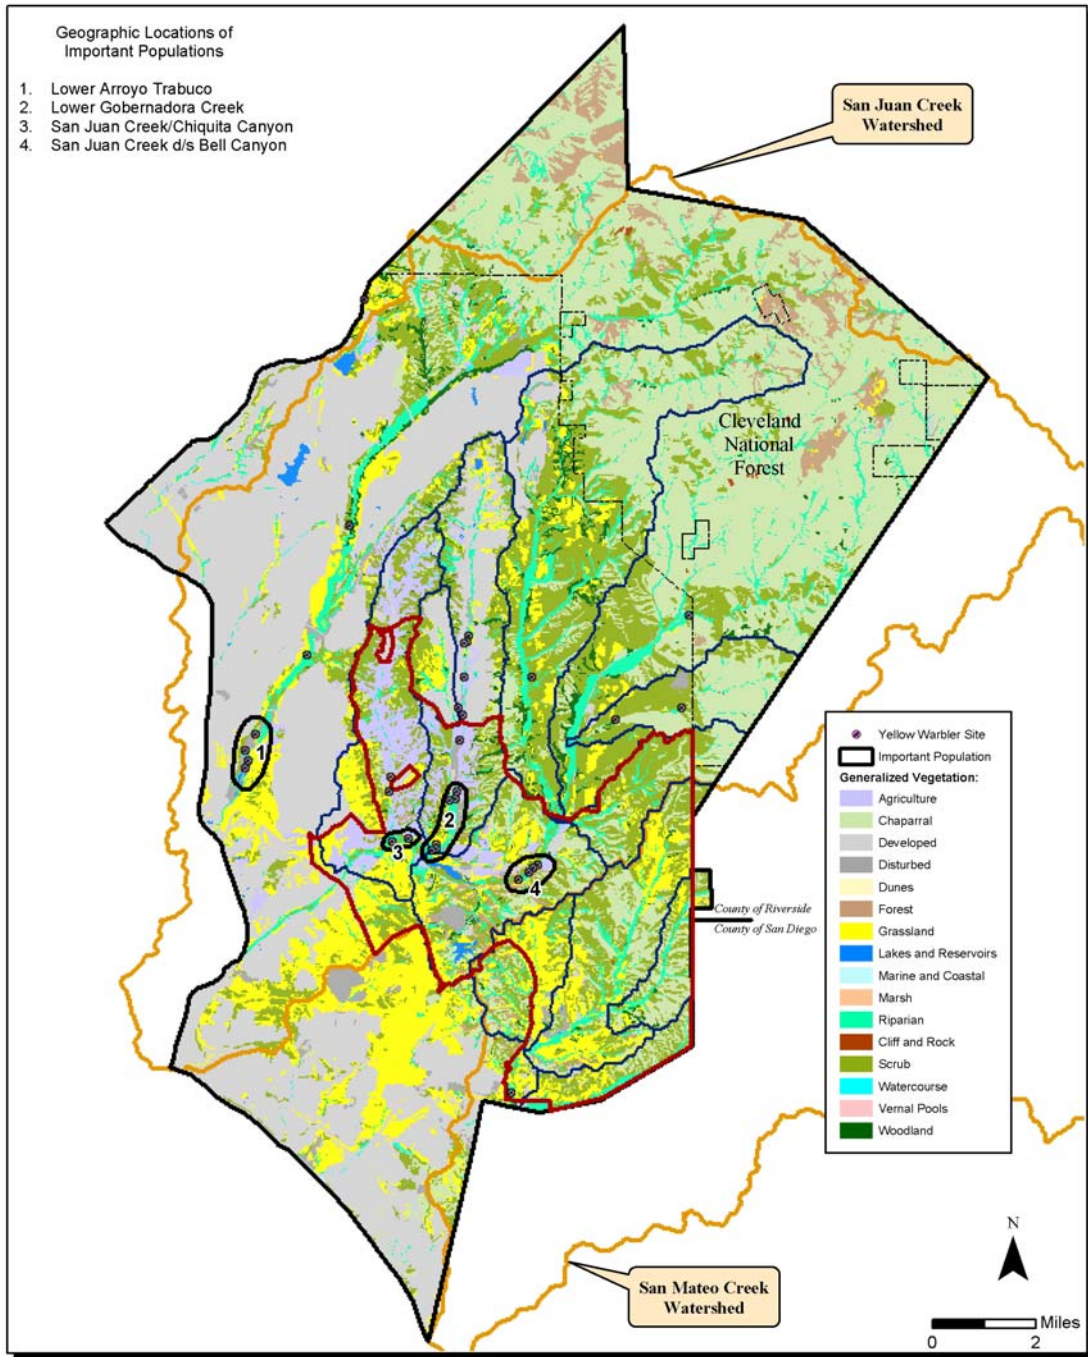 Geographic Locations of
Important Populations
1. Lower Arroyo Trabuco
2. Lower Gobernadora Creek
3. San Juan Creek/Chiquita Canyon
4. San Juan Creek d/s Bell Canyon
San Juan Creek
Watershed
Cleveland
National
Forest
1
2
3
4
Yellow Warbler Site
Important Population
Generalized Vegetation:
Agriculture
Chaparral
Developed
Disturbed
Dunes
Forest
Grassland
Lakes and Reservoirs
Marine and Coastal
Marsh
Riparian
Cliff and Rock
Scrub
Watercourse
Vernal Pools
Woodland
County of Riverside
County of San Diego
San Mateo Creek
Watershed
N
Miles
0 2